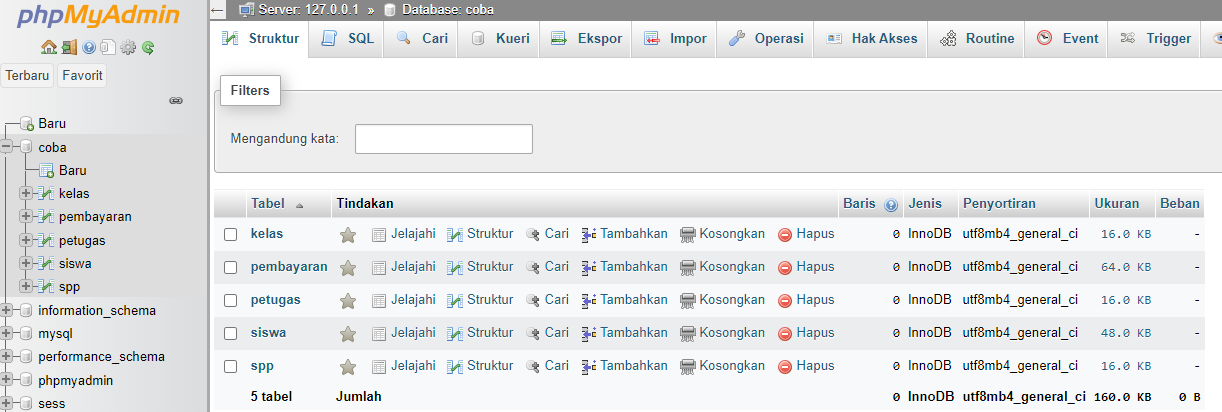 phpMyAdmin
Terbaru Favorit
Baru
coba
Baru
kelas
pembayaran
petugas
siswa
spp
information_schema
mysql
performance_schema
phpmyadmin
sess
Server: 127.0.0.1 » Database: coba
Struktur SQL Cari Kueri Ekspor Impor Operasi Hak Akses Routine Event Trigger
Filters
Mengandung kata:
Tabel Tindakan Baris Jenis Penyortiran Ukuran Beban
kelas Jelajahi Struktur Cari Tambahkan Kosongkan Hapus 0 InnoDB utf8mb4_general_ci 16.0 KB -
pembayaran Jelajahi Struktur Cari Tambahkan Kosongkan Hapus 0 InnoDB utf8mb4_general_ci 64.0 KB -
petugas Jelajahi Struktur Cari Tambahkan Kosongkan Hapus 0 InnoDB utf8mb4_general_ci 16.0 KB -
siswa Jelajahi Struktur Cari Tambahkan Kosongkan Hapus 0 InnoDB utf8mb4_general_ci 48.0 KB -
spp Jelajahi Struktur Cari Tambahkan Kosongkan Hapus 0 InnoDB utf8mb4_general_ci 16.0 KB -
5 tabel Jumlah 0 InnoDB utf8mb4_general_ci 160.0 KB 0 B